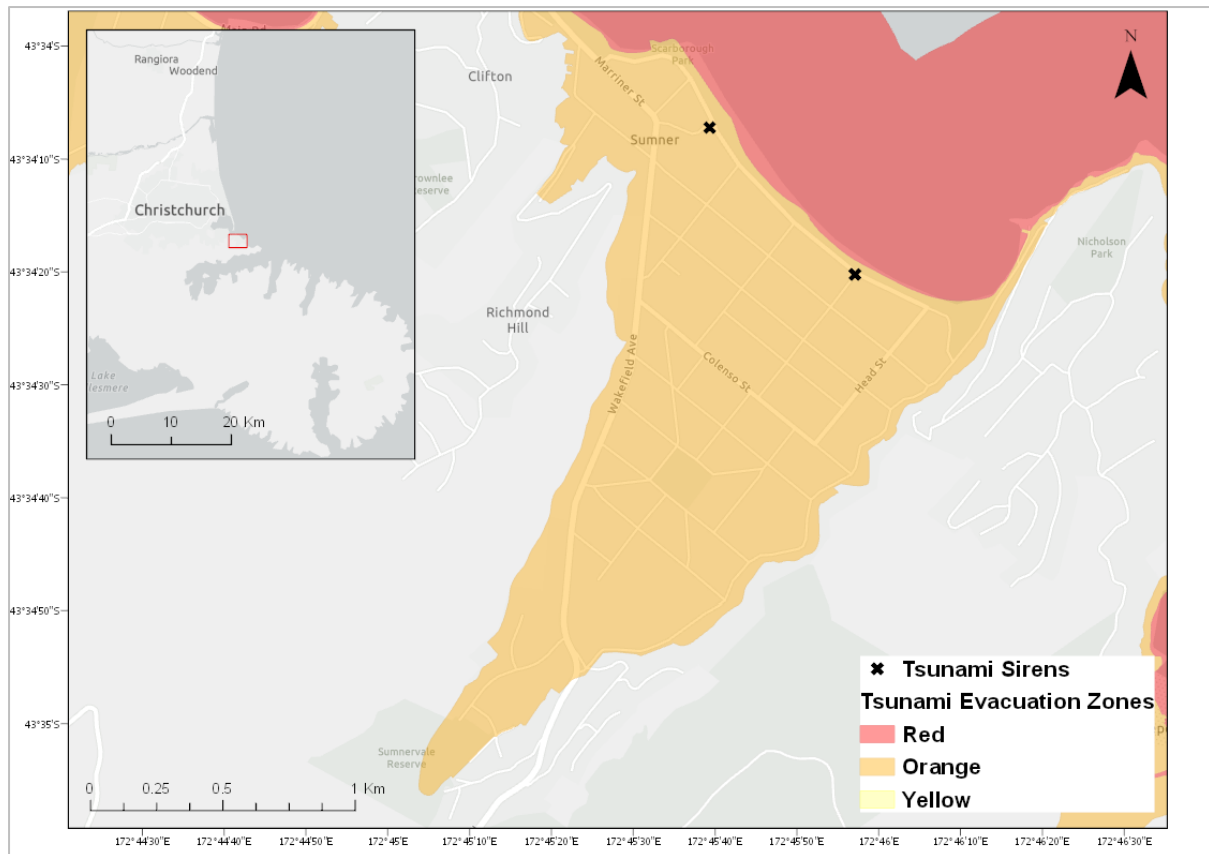 43°34'S
43°34'10"S
43°34'20"S
43°34'30"S
43°34'40"S
43°34'50"S
43°35'S
Rangiora
Woodend
Christchurch
Lake
0 10 20 Km
Main Rd
Clifton
Scarborough
Park
N
Marriner St
Sumner
Reserve
Nicholson
Park
Richmond
Hill
Wakefield Ave
Colenso St
Head St
Sumnervale
Reserve
0 0.25 0.5 1 Km
Tsunami Sirens
Tsunami Evacuation Zones
Red
Orange
Yellow
172°44'30"E
172°44'40"E
172°44'50"E
172°45'E
172°45'10"E
172°45'20"E
172°45'30"E
172°45'40"E
172°45'50"E
172°46'E
172°46'10"E
172°46'20"E
172°46'30"E